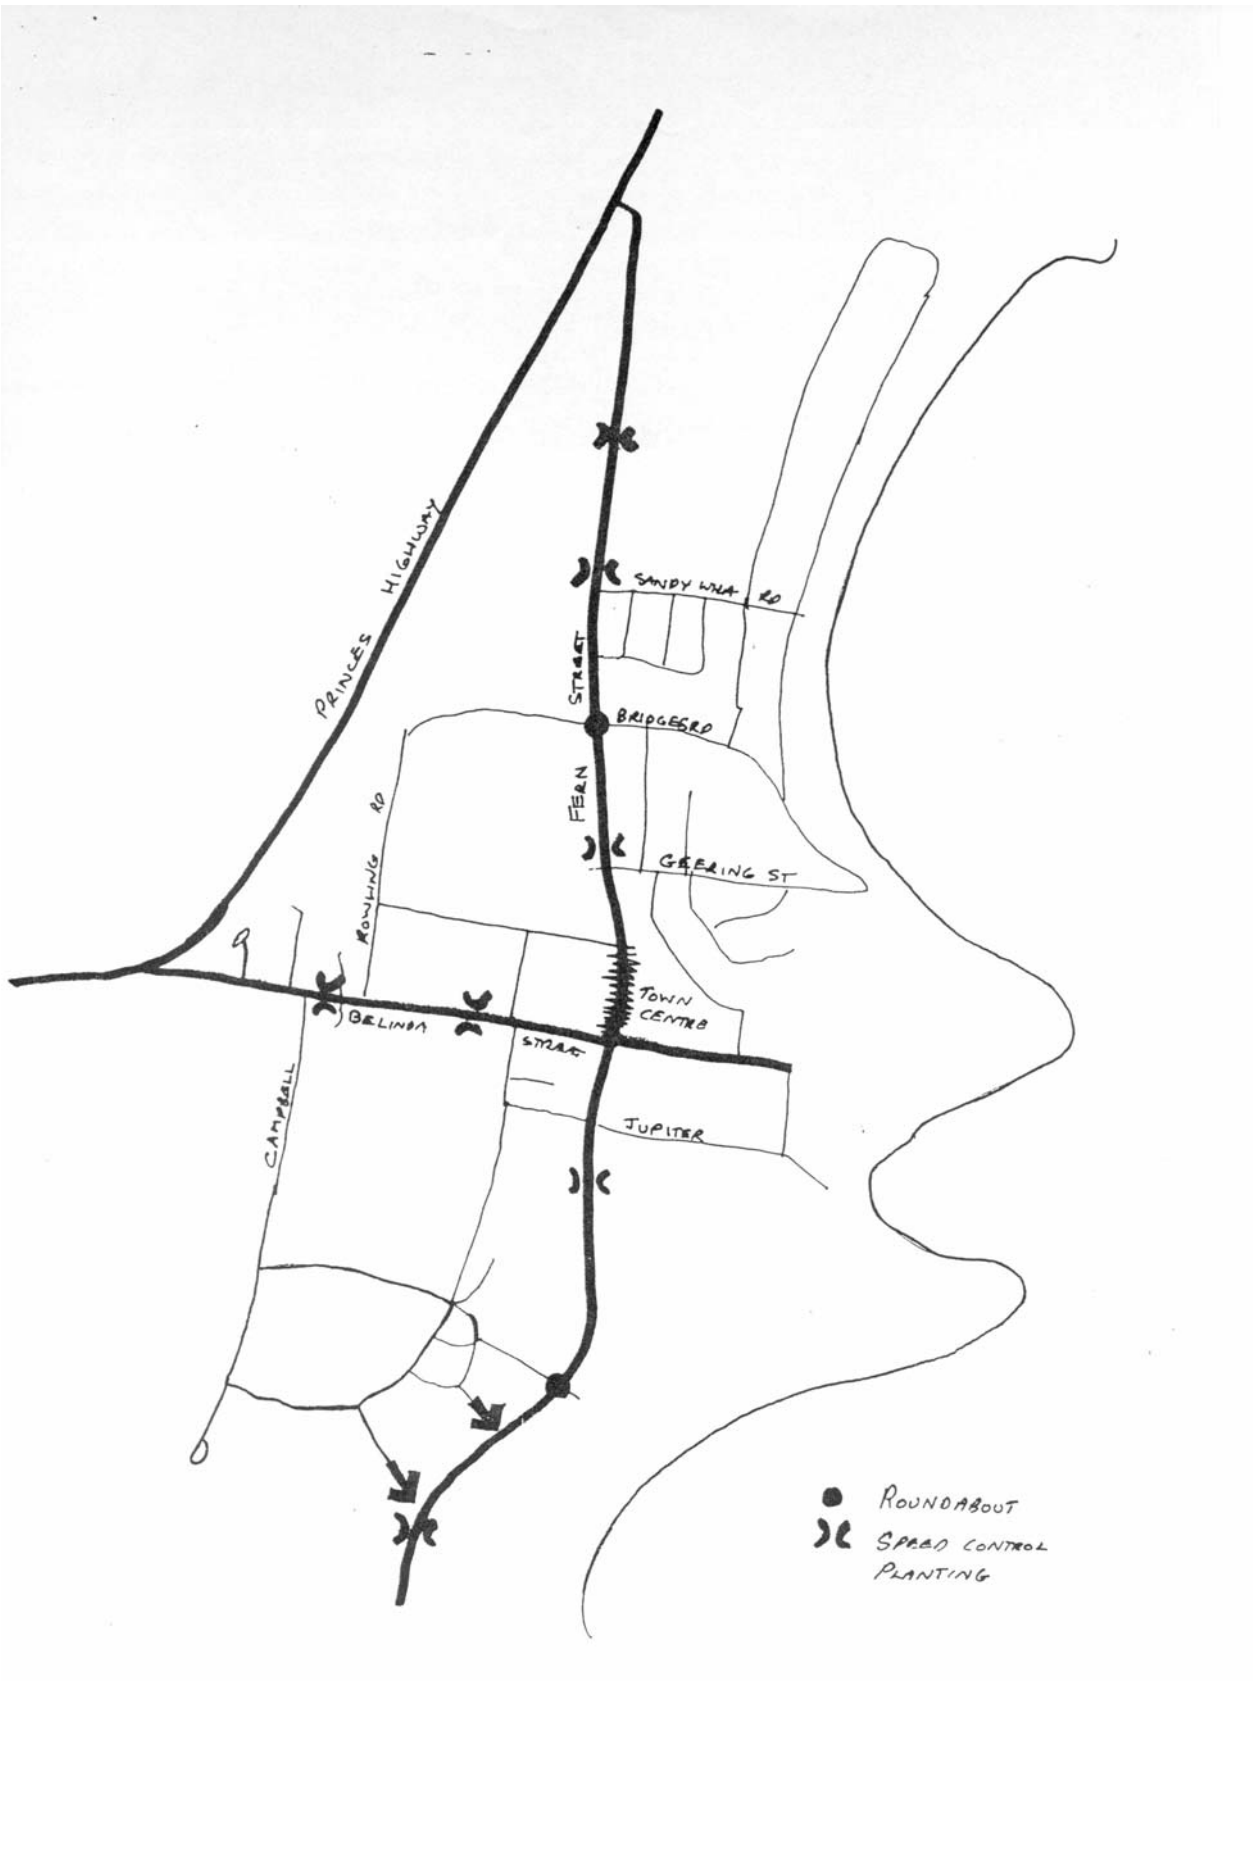 PRINCES HIGHWAY
SANDY WHA RD
STREET
BRIDGES RD
FERN
ROWLING RD
GEERING ST
TOWN
CENTRE
BELINDA
STREE
CAMPBELL
JUPITER
ROUNDABOUT
SPEED CONTROL
PLANTING